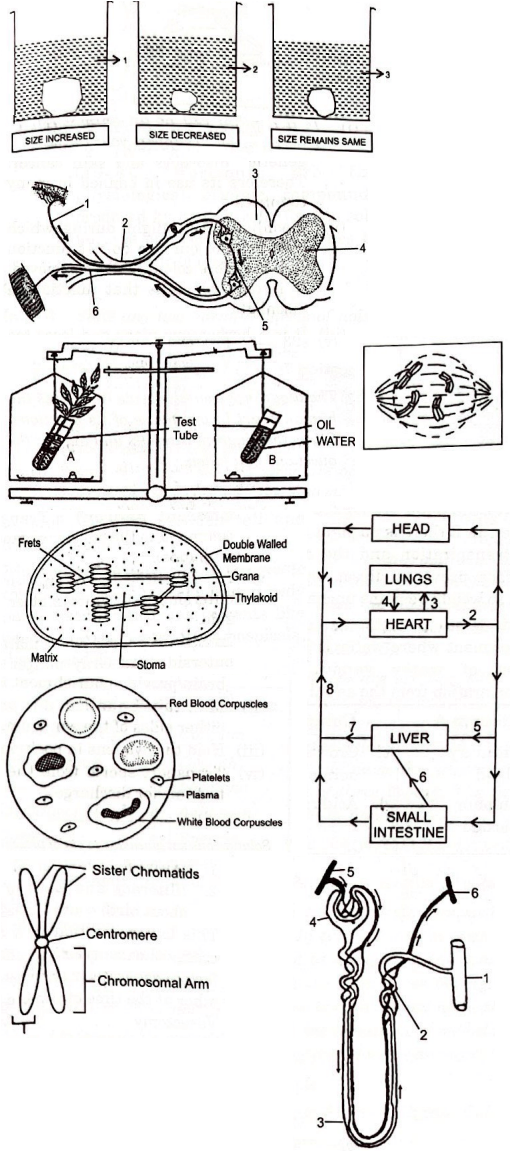 1
2
3
SIZE INCREASED
SIZE DECREASED
SIZE REMAINS SAME
1
2
3
4
5
6
A
Test
Tube
B
OIL
WATER
Frets
Double Walled
Membrane
Grana
Thylakoid
Matrix
Stoma
HEAD
LUNGS
1
4
3
HEART
2
8
7
LIVER
5
6
SMALL
INTESTINE
Red Blood Corpuscles
Platelets
Plasma
White Blood Corpuscles
Sister Chromatids
Centromere
Chromosomal Arm
5
6
4
1
2
3